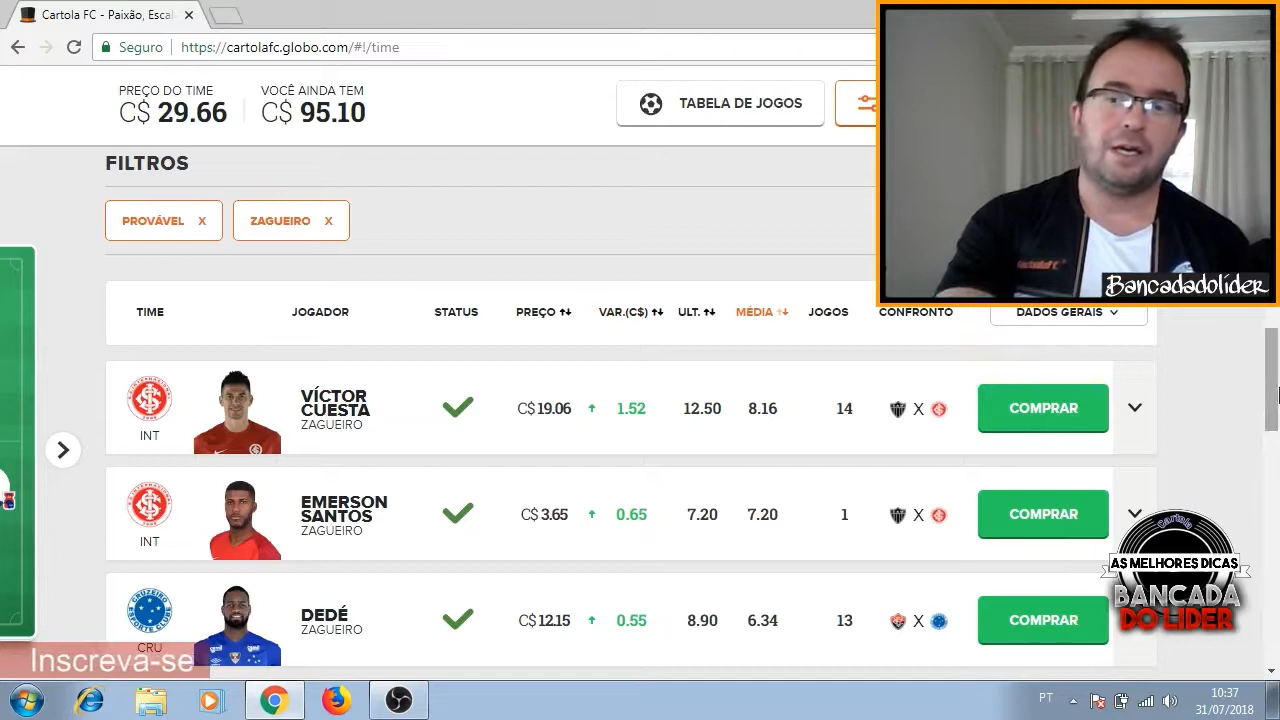 Cartola FC - Paixão, Escal
Seguro
https://cartolafc.globo.com/#!/time
PREÇO DO TIME
C$ 29.66
VOCÊ AINDA TEM
C$ 95.10
TABELA DE JOGOS
FILTROS
PROVÁVEL X
ZAGUEIRO X
TIME JOGADOR STATUS PREÇO VAR.(C$) ULT. MÉDIA JOGOS CONFRONTO DADOS GERAIS
INT
VÍCTOR
CUESTA
ZAGUEIRO
C$ 19.06 1.52 12.50 8.16 14 X COMPRAR
INT
EMERSON
SANTOS
ZAGUEIRO
C$ 3.65 0.65 7.20 7.20 1 X COMPRAR
CRU
DEDÉ
ZAGUEIRO
C$ 12.15 0.55 8.90 6.34 13 X COMPRAR
Bancadadolíder
Cartola
AS MELHORES DICAS
BANCADA
DO LIDER
Inscreva-se
PT
10:37
31/07/2018